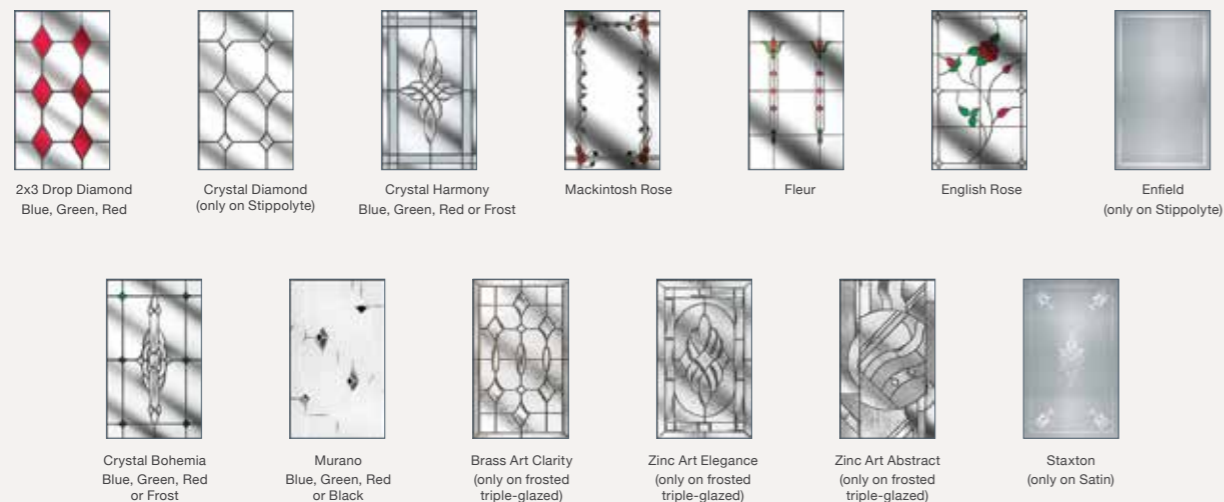 2x3 Drop Diamond
Blue, Green, Red
Crystal Diamond
(only on Stippolyte)
Crystal Harmony
Blue, Green, Red or Frost
Mackintosh Rose
Fleur
English Rose
Enfield
(only on Stippolyte)
Crystal Bohemia
Blue, Green, Red
or Frost
Murano
Blue, Green, Red
or Black
Brass Art Clarity
(only on frosted
triple-glazed)
Zinc Art Elegance
(only on frosted
triple-glazed)
Zinc Art Abstract
(only on frosted
triple-glazed)
Staxton
(only on Satin)